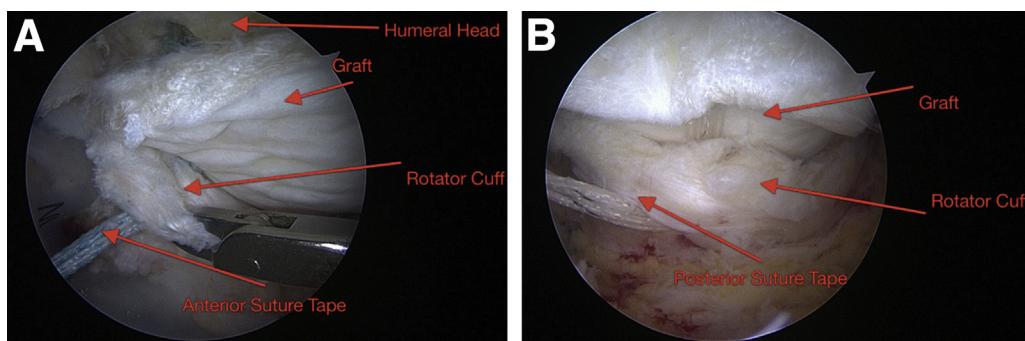 A
Humeral Head
Graft
Rotator Cuff
Anterior Suture Tape
B
Graft
Rotator Cuf
Posterior Suture Tape